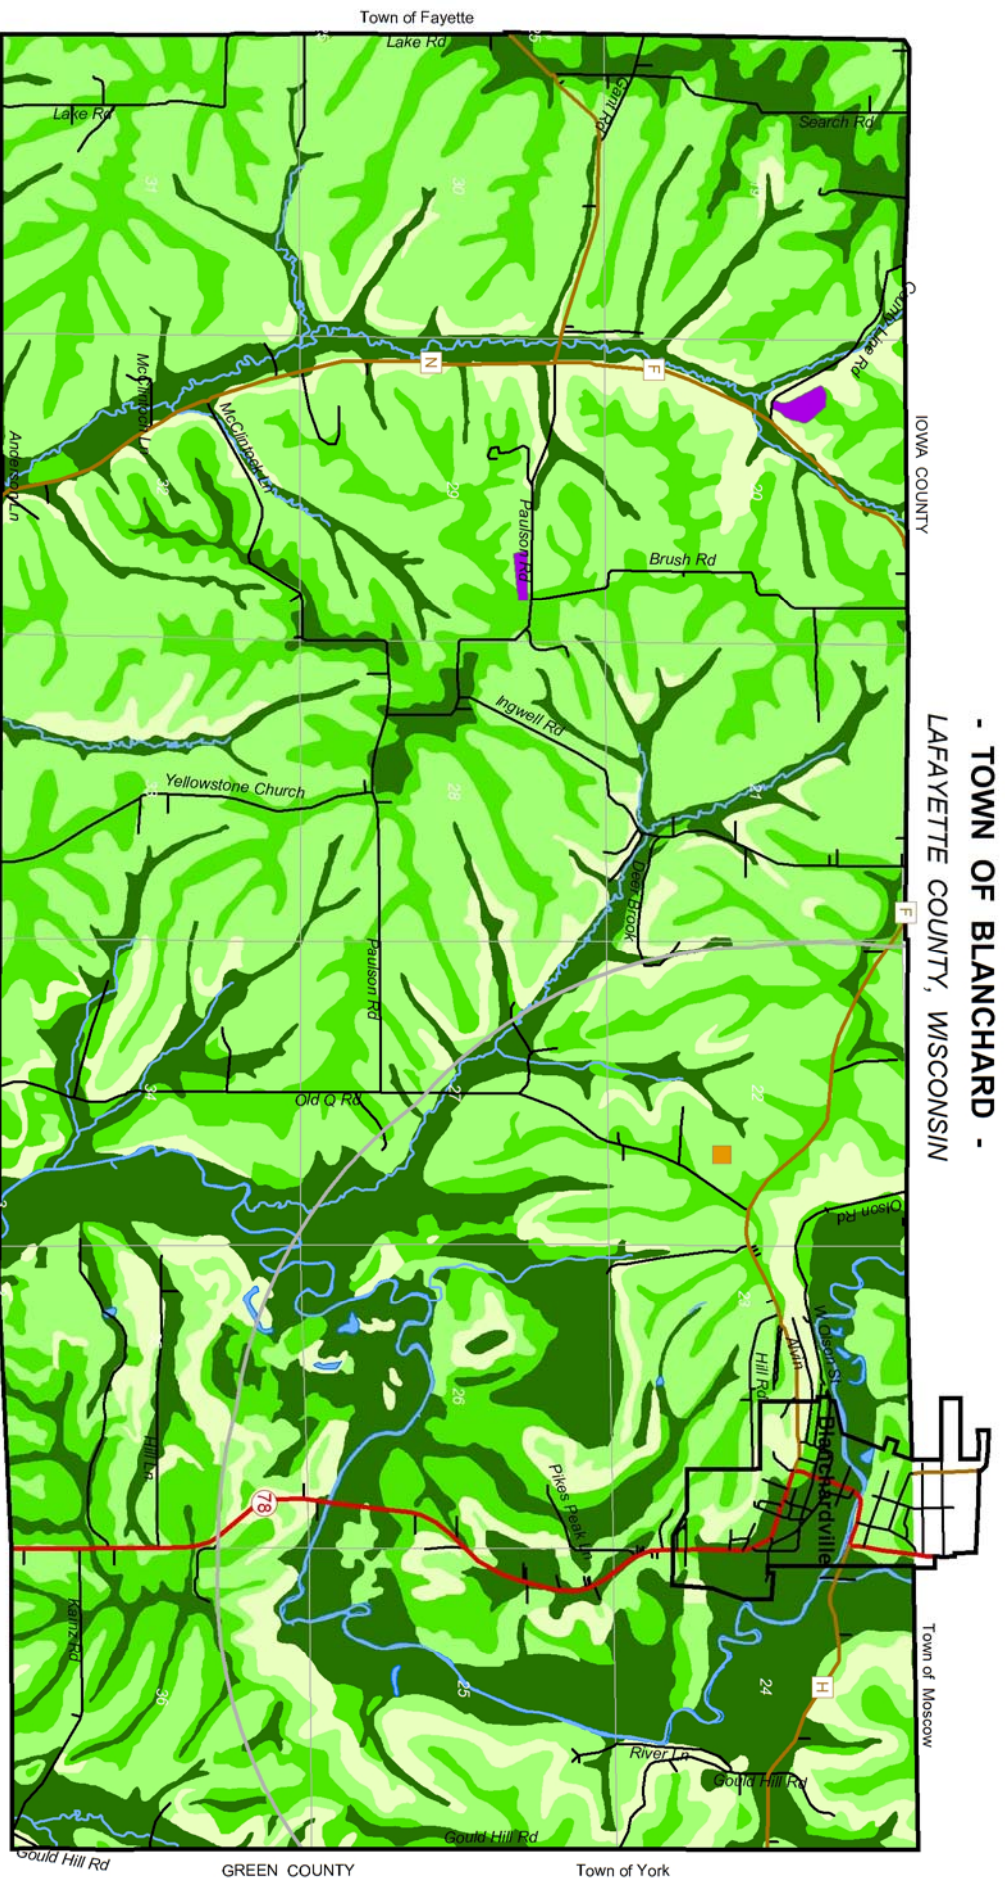 - TOWN OF BLANCHARD -
LAFAYETTE COUNTY, WISCONSIN
Town of Fayette
Lake Rd
Lake Rd
Gant Rd
Search Rd
31
30
19
County Line Rd
IOWA COUNTY
N
F
McClintock Ln
McClintock Ln
Anderson Ln
32
29
20
Paulson Rd
Brush Rd
Ingwell Rd
Yellowstone Church
28
21
Deer Brook
F
Paulson Rd
Old Q Rd
34
27
22
Olson Rd
23
W Olson St
Alvin
Hill Rd
Blanchardville
26
Hill Ln
78
Pikes Peak Ln
Kamz Rd
36
25
24
H
Town of Moscow
River Ln
Gould Hill Rd
Gould Hill Rd
Gould Hill Rd
GREEN COUNTY
Town of York